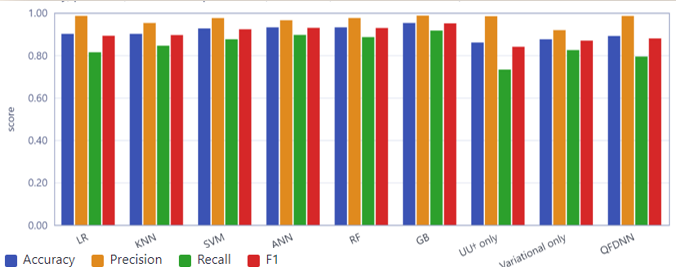 1.00
0.80
0.60
0.40
0.20
0.00
score
LR
KNN
SVM
ANN
RF
GB
UU† only
Variational only
QFDNN
Accuracy Precision Recall F1